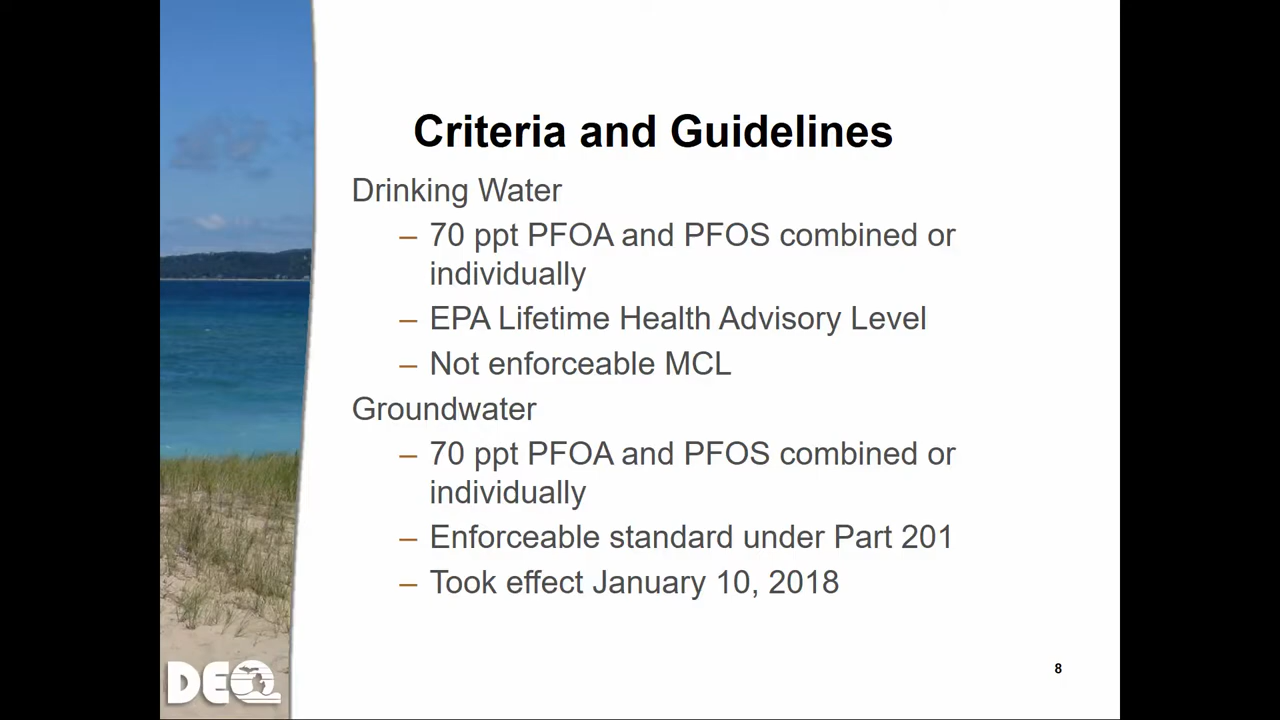 Criteria and Guidelines
Drinking Water
– 70 ppt PFOA and PFOS combined or
individually
– EPA Lifetime Health Advisory Level
– Not enforceable MCL
Groundwater
– 70 ppt PFOA and PFOS combined or
individually
– Enforceable standard under Part 201
– Took effect January 10, 2018
DEQ
8